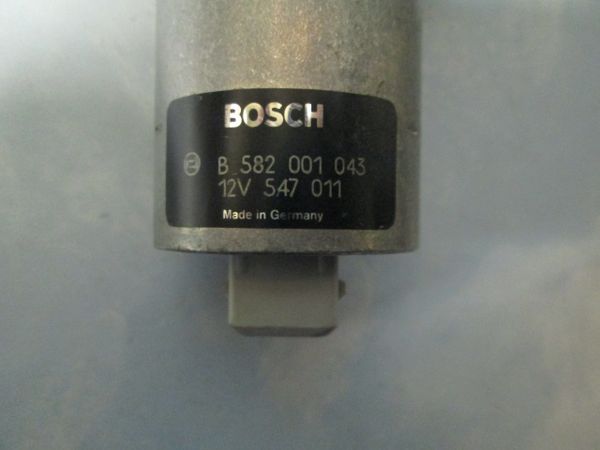 BOSCH
B 582 001 043
12V 547 011
Made in Germany